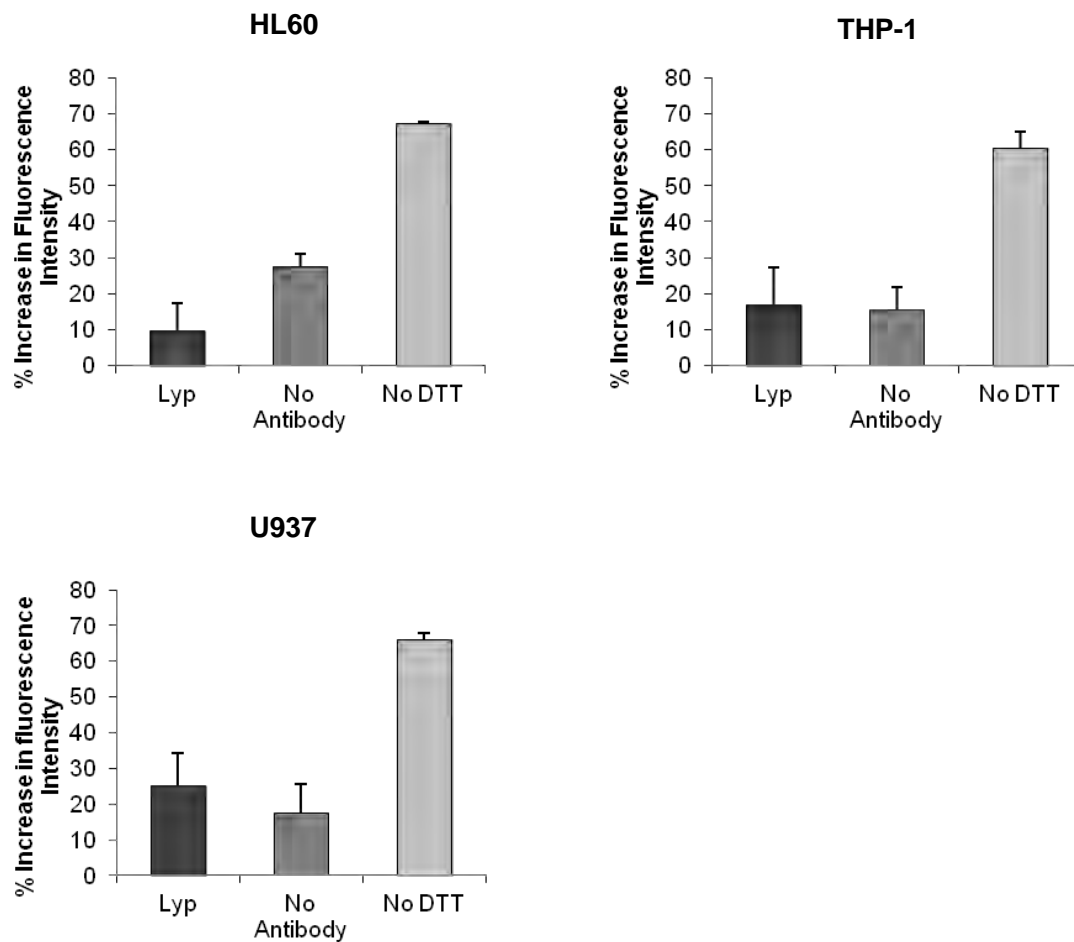 HL60
% Increase in Fluorescence
Intensity
80
70
60
50
40
30
20
10
0
Lyp
No
Antibody
No DTT
THP-1
% Increase in Fluorescence
Intensity
80
70
60
50
40
30
20
10
0
Lyp
No
Antibody
No DTT
U937
% Increase in fluorescence
Intensity
80
70
60
50
40
30
20
10
0
Lyp
No
Antibody
No DTT